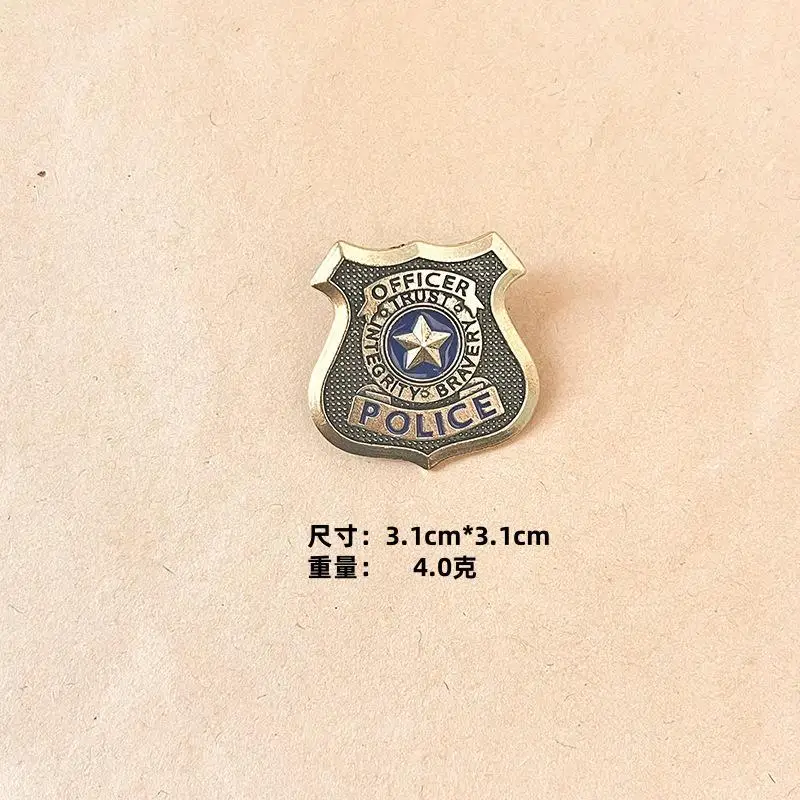 OFFICER
TRUST
INTEGRITY
BRAVERY
POLICE
尺寸：3.1cm*3.1cm
重量： 4.0克